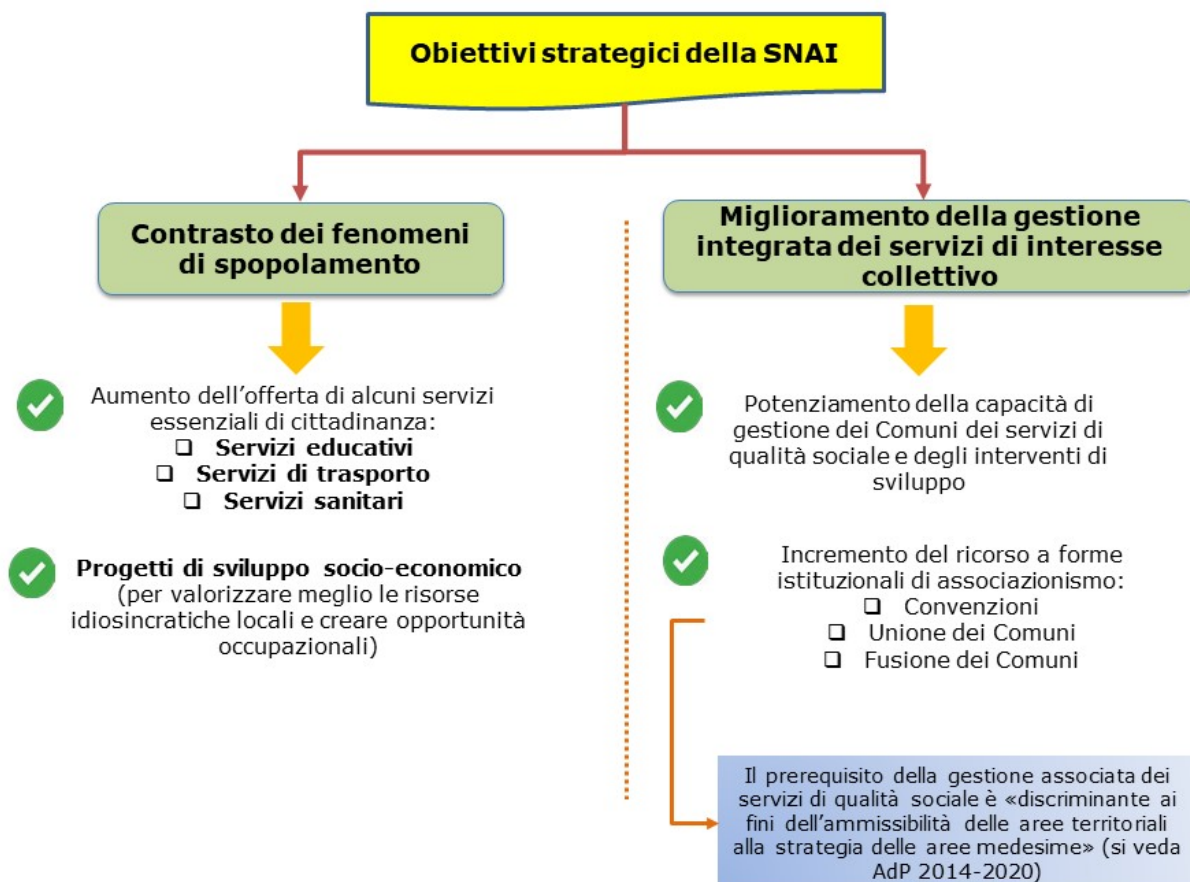 Obiettivi strategici della SNAI
Contrasto dei fenomeni
di spopolamento
Aumento dell'offerta di alcuni servizi
essenziali di cittadinanza:
❑ Servizi educativi
❑ Servizi di trasporto
❑ Servizi sanitari
Progetti di sviluppo socio-economico
(per valorizzare meglio le risorse
idiosincratiche locali e creare opportunità
occupazionali)
Miglioramento della gestione
integrata dei servizi di interesse
collettivo
Potenziamento della capacità di
gestione dei Comuni dei servizi di
qualità sociale e degli interventi di
sviluppo
Incremento del ricorso a forme
istituzionali di associazionismo:
❑ Convenzioni
❑ Unione dei Comuni
❑ Fusione dei Comuni
Il prerequisito della gestione associata dei
servizi di qualità sociale è «discriminante ai
fini dell'ammissibilità delle aree territoriali
alla strategia delle aree medesime» (si veda
AdP 2014-2020)